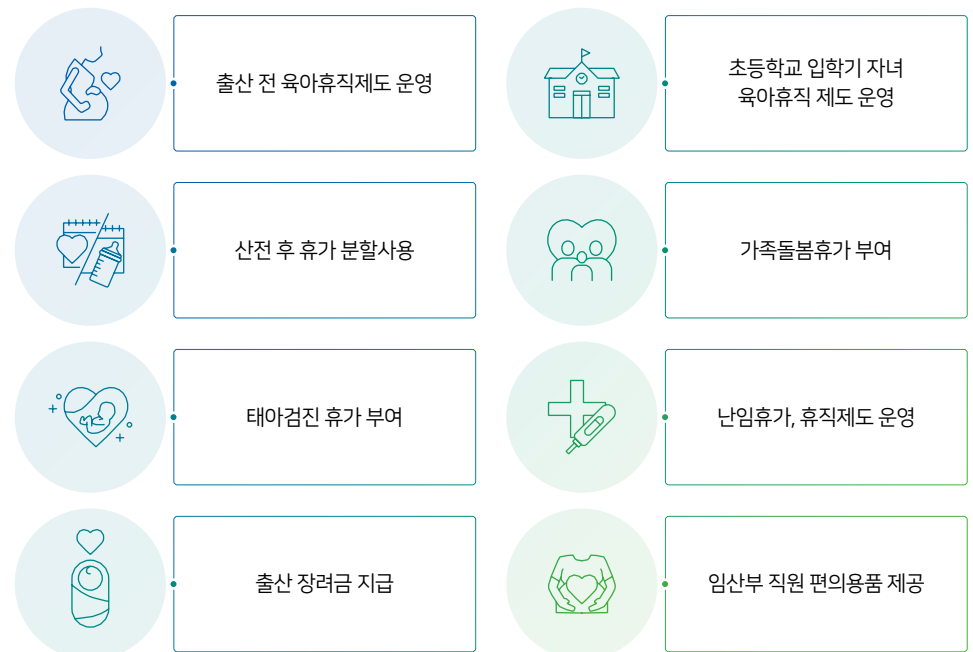 출산 전 육아휴직제도 운영
초등학교 입학기 자녀
육아휴직 제도 운영
산전 후 휴가 분할사용
가족돌봄휴가 부여
태아검진 휴가 부여
난임휴가, 휴직제도 운영
출산 장려금 지급
임산부 직원 편의용품 제공